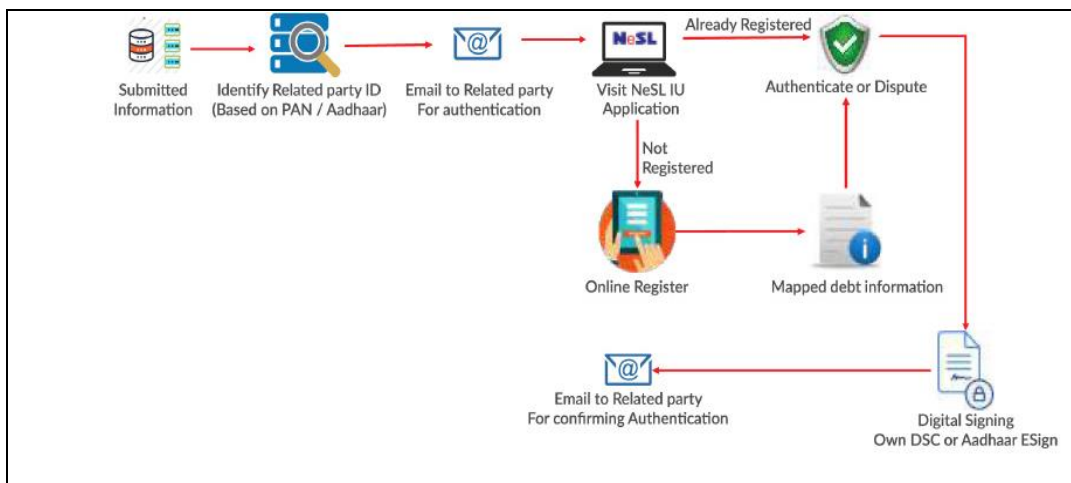 Submitted
Information
Identify Related party ID
(Based on PAN / Aadhaar)
@
Email to Related party
For authentication
NeSL
Visit NeSL IU
Application
Already Registered
Authenticate or Dispute
Not
Registered
Online Register
i
Mapped debt information
@
Email to Related party
For confirming Authentication
Digital Signing
Own DSC or Aadhaar ESign